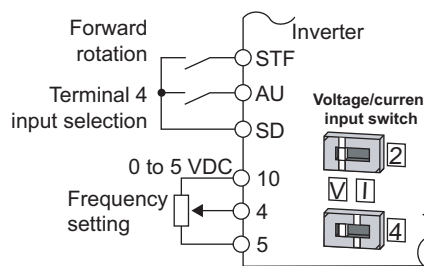 Forward
rotation
Inverter
STF
Terminal 4
input selection
AU
SD
Voltage/curren
input switch
2
V I
4
0 to 5 VDC
10
Frequency
setting
4
5